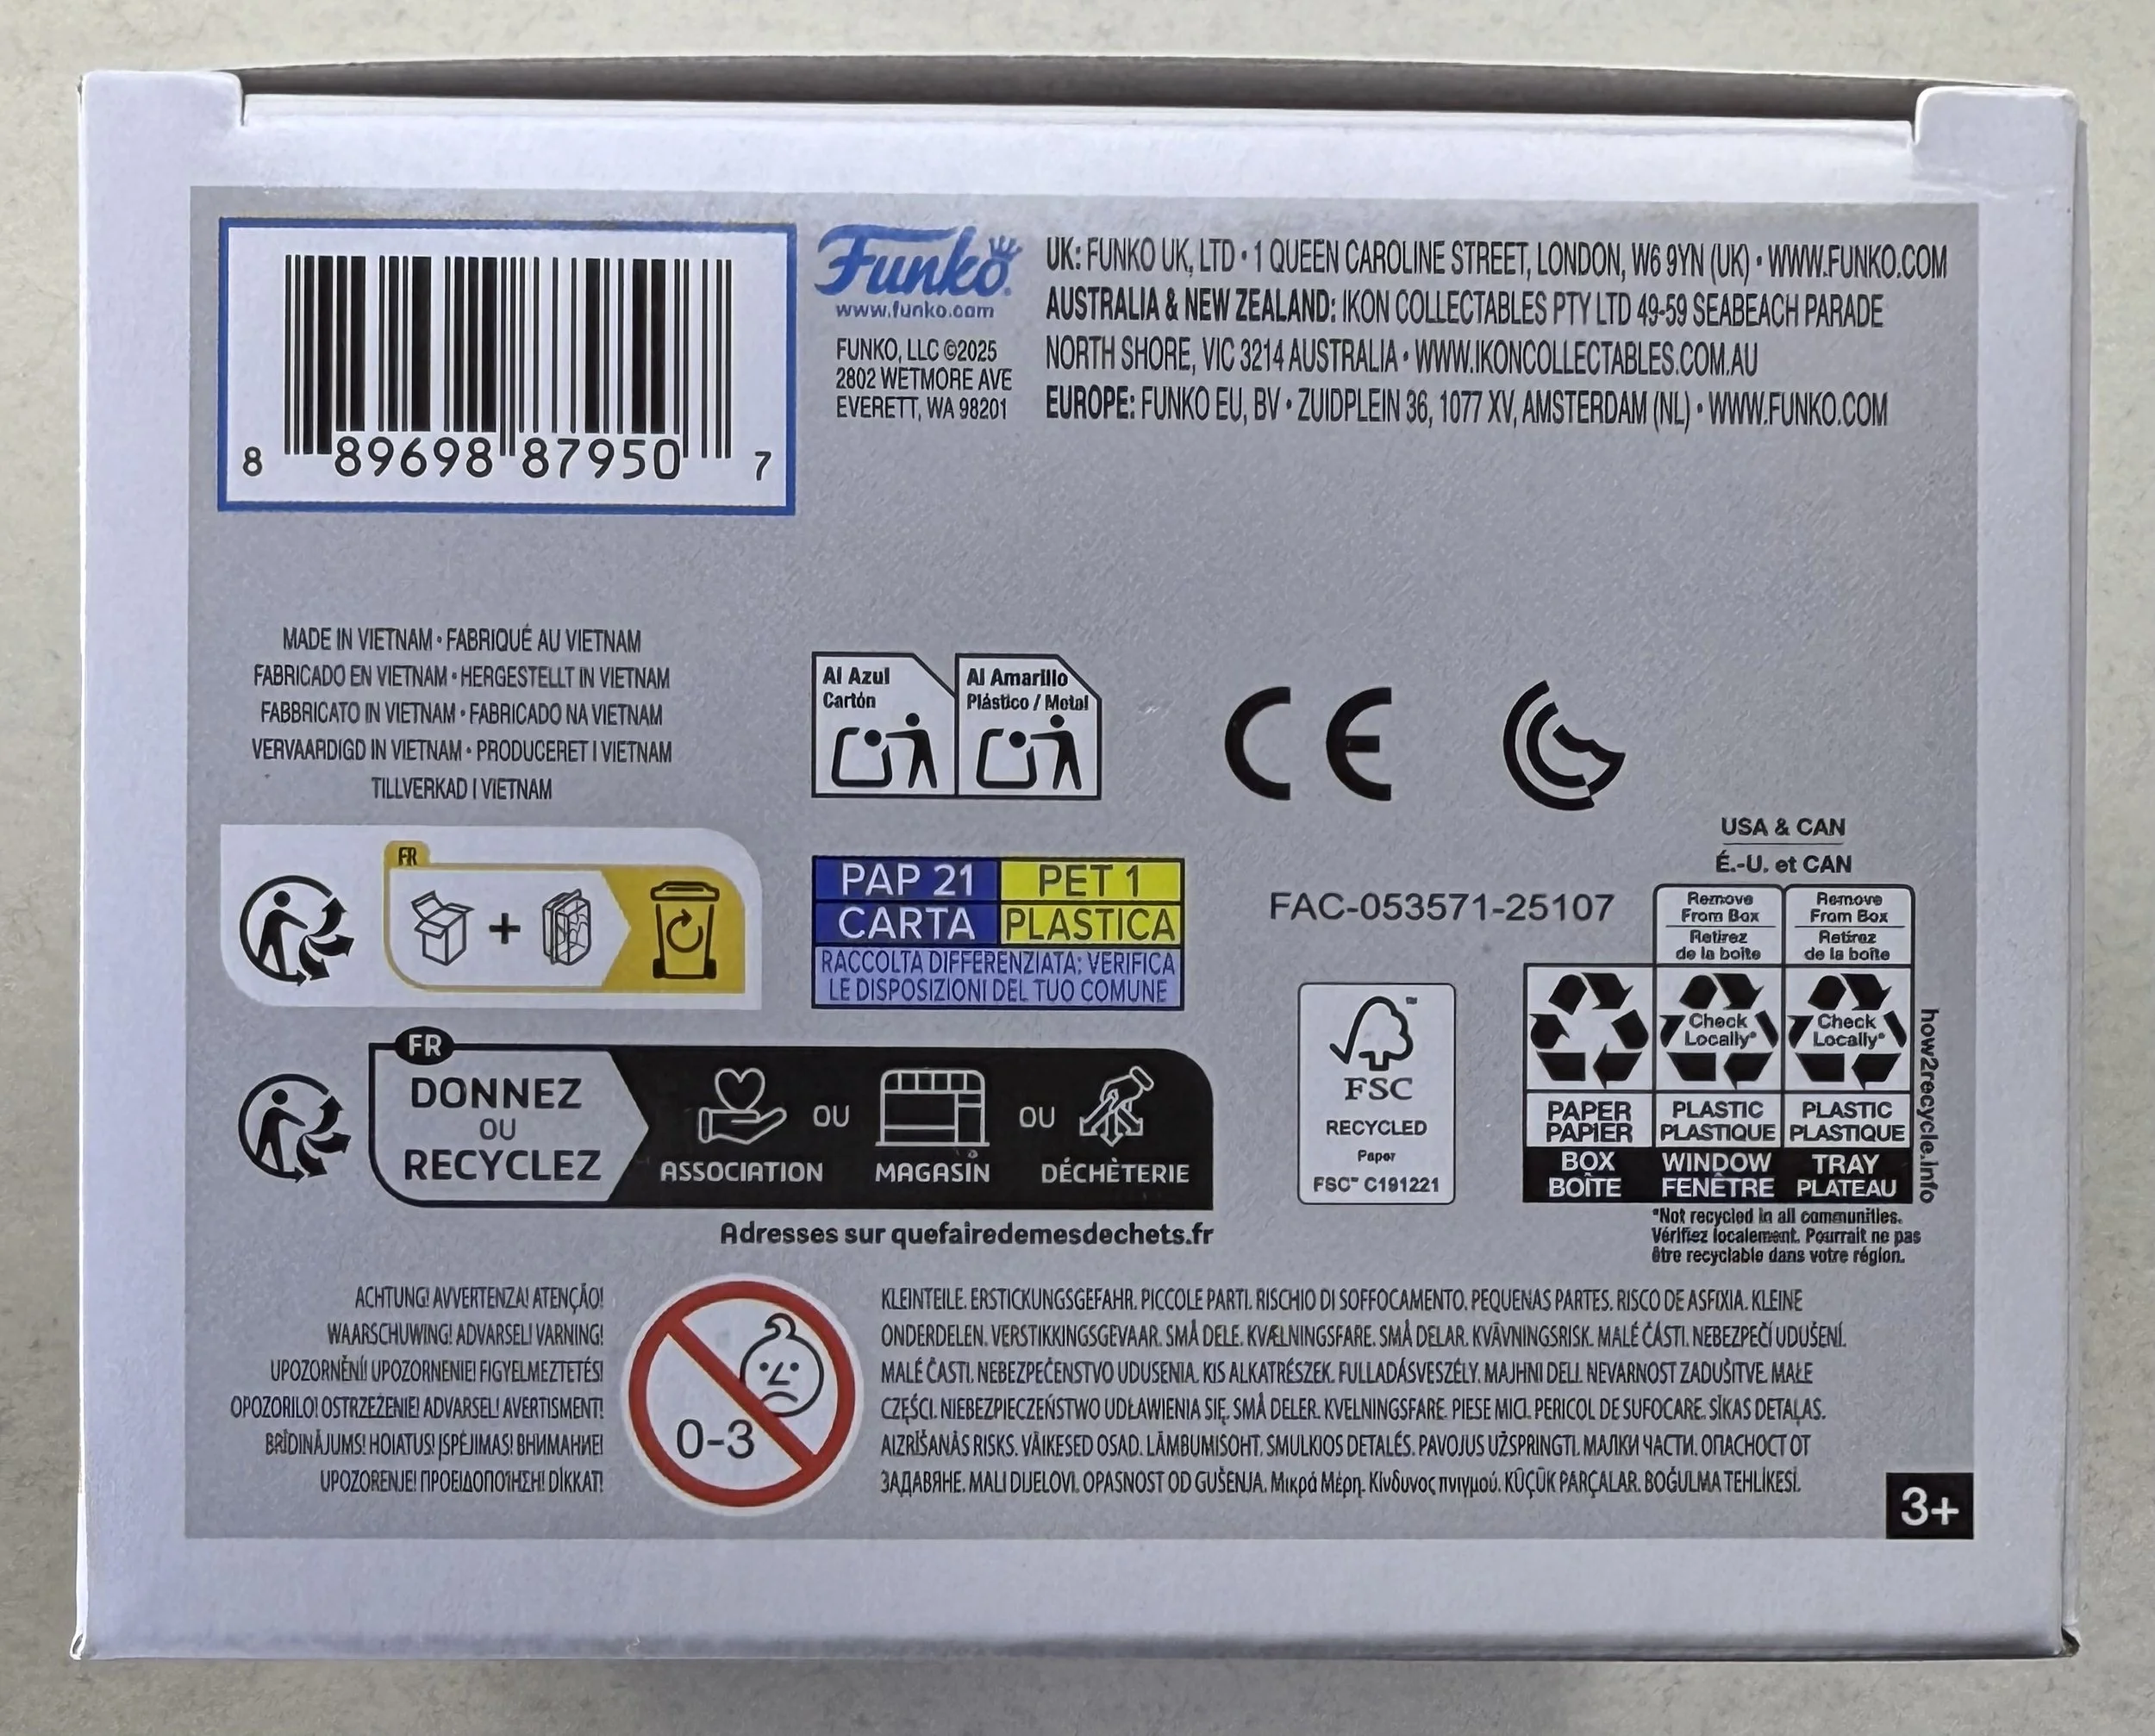 8 89698 87950 7
Funko
www.funko.com
FUNKO, LLC ©2025
2802 WETMORE AVE
EVERETT, WA 98201
UK: FUNKO UK, LTD • 1 QUEEN CAROLINE STREET, LONDON, W6 9YN (UK) • WWW.FUNKO.COM
AUSTRALIA & NEW ZEALAND: IKON COLLECTABLES PTY LTD 49-59 SEABEACH PARADE
NORTH SHORE, VIC 3214 AUSTRALIA • WWW.IKONCOLLECTABLES.COM.AU
EUROPE: FUNKO EU, BV • ZUIDPLEIN 36, 1077 XV, AMSTERDAM (NL) • WWW.FUNKO.COM
MADE IN VIETNAM • FABRIQUÉ AU VIETNAM
FABRICADO EN VIETNAM • HERGESTELLT IN VIETNAM
FABBRICATO IN VIETNAM • FABRICADO NA VIETNAM
VERVAARDIGD IN VIETNAM • PRODUCERET I VIETNAM
TILLVERKAD I VIETNAM
Al Azul
Cartón
Al Amarillo
Plástico / Metal
CE
FR
PAP 21
PET 1
CARTA
PLASTICA
RACCOLTA DIFFERENZIATA: VERIFICA
LE DISPOSIZIONI DEL TUO COMUNE
FAC-053571-25107
USA & CAN
É.-U. et CAN
Remove
From Box
Retirez
de la boîte
Remove
From Box
Retirez
de la boîte
Check
Locally*
Check
Locally*
PAPER
PAPIER
PLASTIC
PLASTIQUE
PLASTIC
PLASTIQUE
BOX
BOÎTE
WINDOW
FENÊTRE
TRAY
PLATEAU
how2recycle.info
*Not recycled in all communities.
Vérifiez localement. Pourrait ne pas
être recyclable dans votre région.
FSC™
RECYCLED
Paper
FSC™ C191221
FR
DONNEZ
OU
RECYCLEZ
ASSOCIATION
OU
MAGASIN
OU
DÉCHÈTERIE
Adresses sur quefairedemesdechets.fr
ACHTUNG! AVVERTENZA! ATENÇÃO!
WAARSCHUWING! ADVARSEL! VARNING!
UPOZORNĚNÍ! UPOZORNENIE! FIGYELMEZTETÉS!
OPOZORILO! OSTRZEŻENIE! ADVARSEL! AVERTISMENT!
BRĪDINĀJUMS! HOIATUS! ĮSPĖJIMAS! ВНИМАНИЕ!
UPOZORENJE! ΠΡΟΕΙΔΟΠΟΊΗΣΗ! DİKKAT!
0-3
KLEINTEILE. ERSTICKUNGSGEFAHR. PICCOLE PARTI. RISCHIO DI SOFFOCAMENTO. PEQUENAS PARTES. RISCO DE ASFIXIA. KLEINE
ONDERDELEN. VERSTIKKINGSGEVAAR. SMÅ DELE. KVÆLNINGSFARE. SMÅ DELAR. KVÄVNINGSRISK. MALÉ ČÁSTI. NEBEZPEČÍ UDUŠENÍ.
MALÉ ČASTI. NEBEZPEČENSTVO UDUSENIA. KIS ALKATRÉSZEK. FULLADÁSVESZÉLY. MAJHNI DELI. NEVARNOST ZADUŠITVE. MAŁE
CZĘŚCI. NIEBEZPIECZEŃSTWO UDŁAWIENIA SIĘ. SMÅ DELER. KVELNINGSFARE. PIESE MICI. PERICOL DE SUFOCARE. SĪKAS DETAĻAS.
AIZRĪŠANĀS RISKS. VÄIKESED OSAD. LÄMBUMISOHT. SMULKIOS DETALĖS. PAVOJUS UŽSPRINGTI. МАЛКИ ЧАСТИ. ОПАСНОСТ ОТ
ЗАДАВЯНЕ. MALI DIJELOVI. OPASNOST OD GUŠENJA. Μικρά Μέρη. Κίνδυνος πνιγμού. KÜÇÜK PARÇALAR. BOĞULMA TEHLİKESİ.
3+